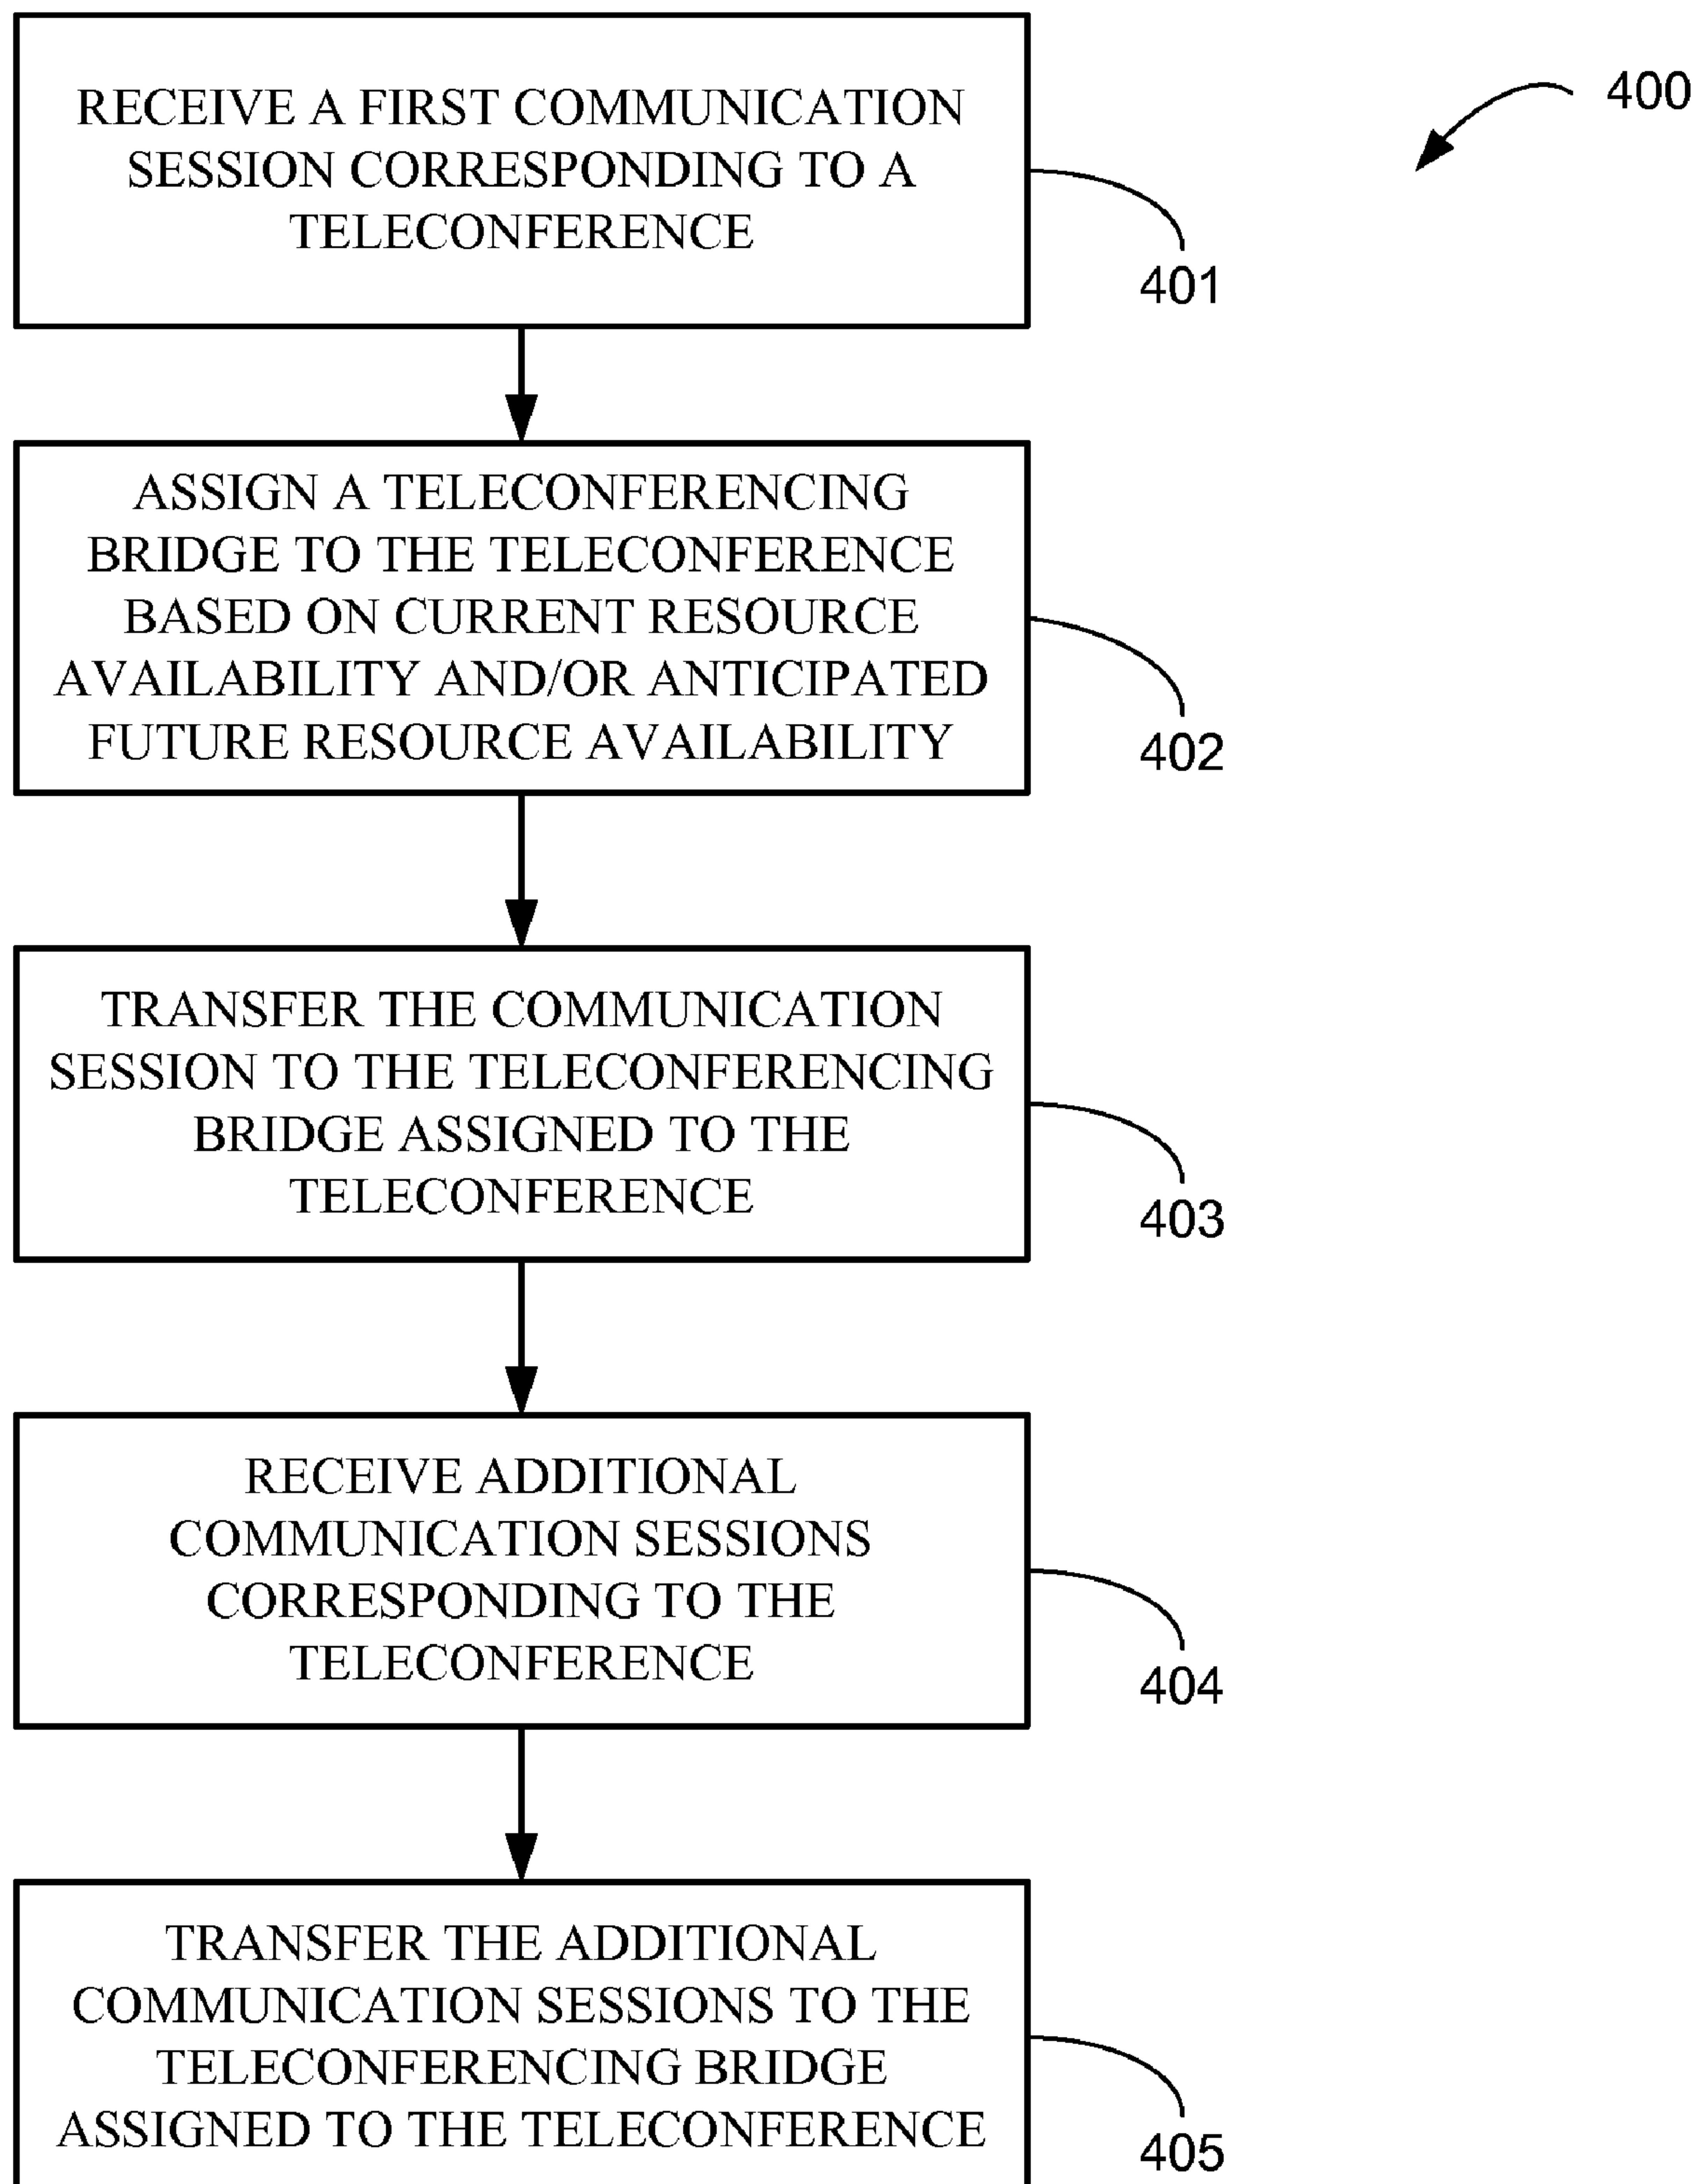 RECEIVE A FIRST COMMUNICATION
SESSION CORRESPONDING TO A
TELECONFERENCE
400
401
ASSIGN A TELECONFERENCING
BRIDGE TO THE TELECONFERENCE
BASED ON CURRENT RESOURCE
AVAILABILITY AND/OR ANTICIPATED
FUTURE RESOURCE AVAILABILITY
402
TRANSFER THE COMMUNICATION
SESSION TO THE TELECONFERENCING
BRIDGE ASSIGNED TO THE
TELECONFERENCE
403
RECEIVE ADDITIONAL
COMMUNICATION SESSIONS
CORRESPONDING TO THE
TELECONFERENCE
404
TRANSFER THE ADDITIONAL
COMMUNICATION SESSIONS TO THE
TELECONFERENCING BRIDGE
ASSIGNED TO THE TELECONFERENCE
405